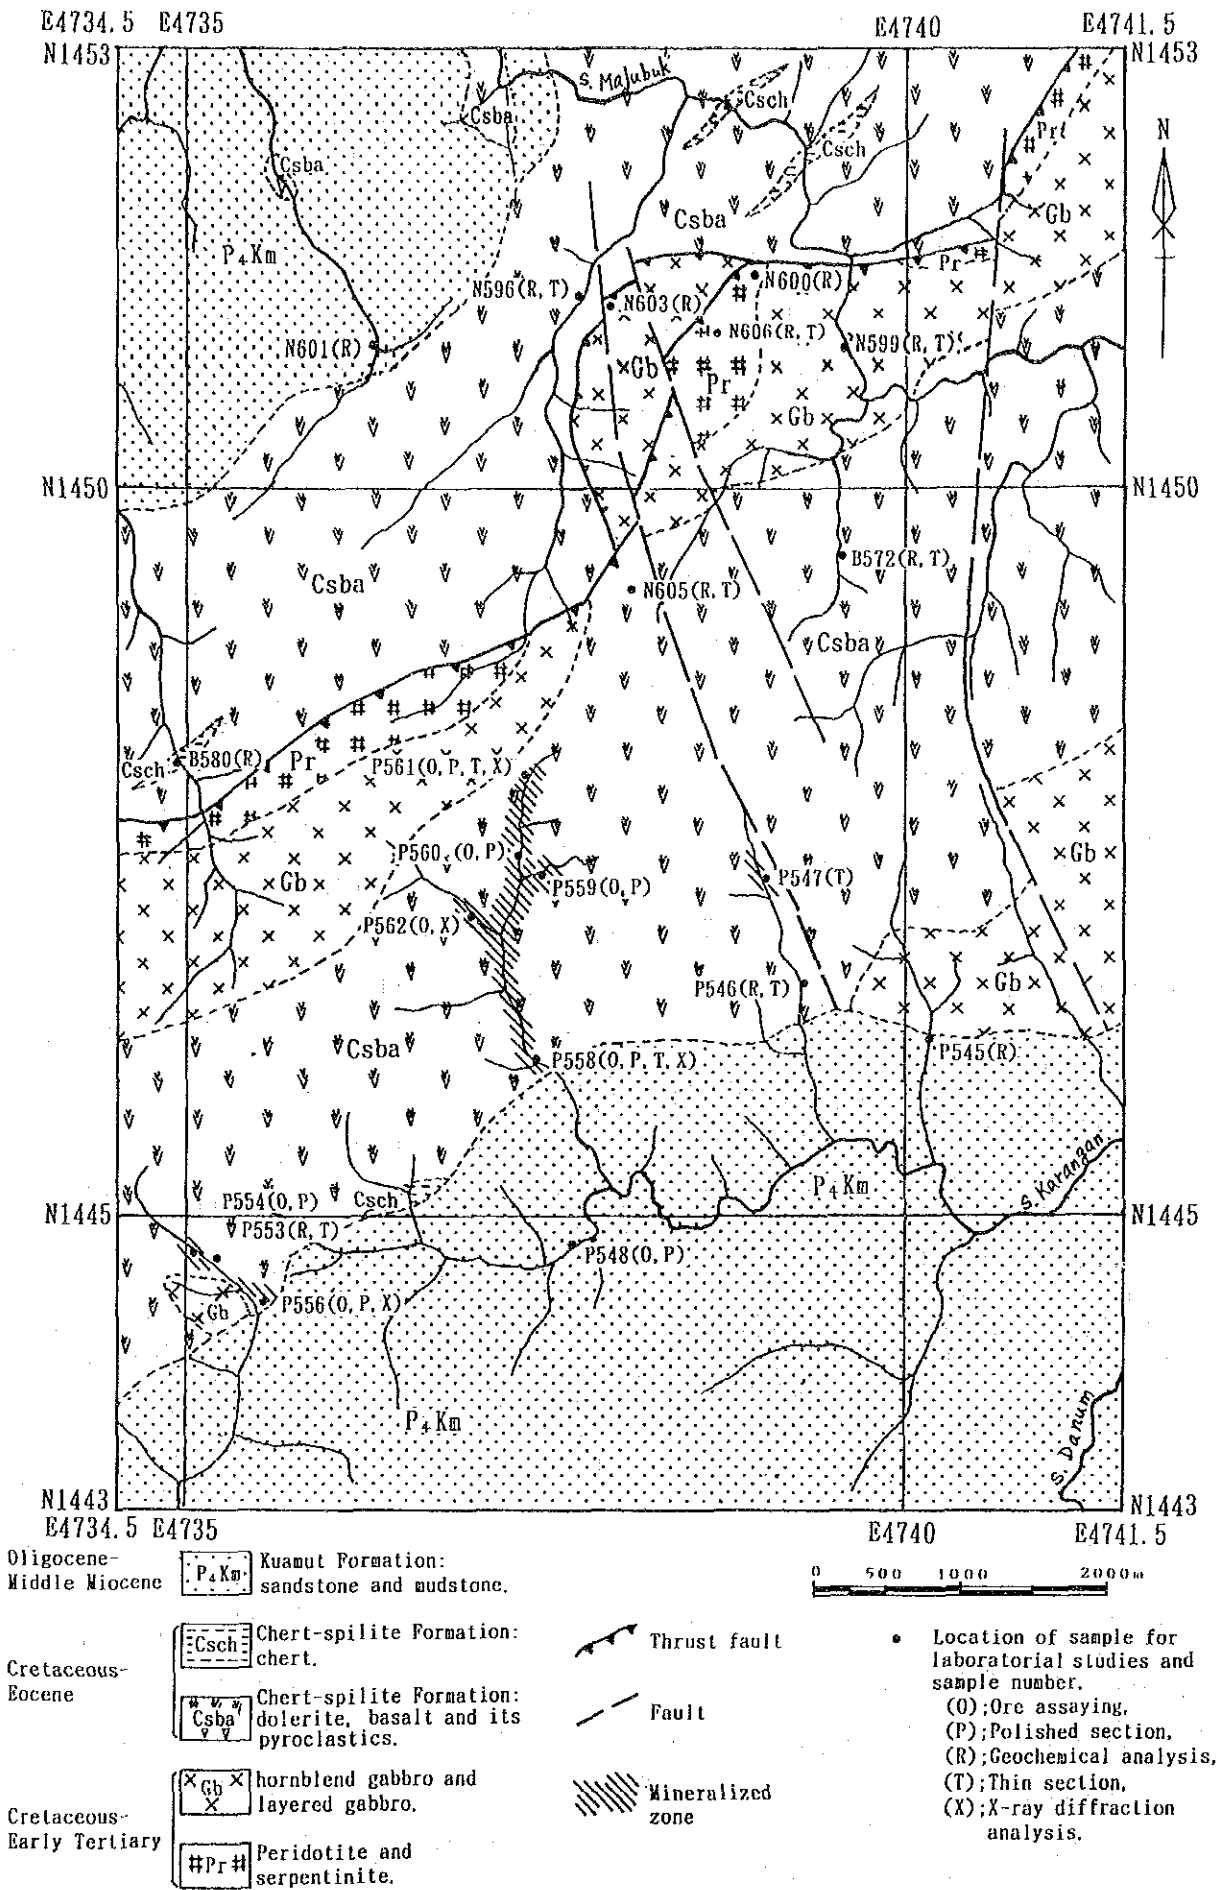 E4734.5 E4735 E4740 E4741.5
N1453 N1453
S. Malubuk
Csch
Csba
Pr
Csch
N
Csba
Gb
Csba
P₄Km
Pr
N600(R)
N596(R,T)
N603(R)
N606(R,T)
N601(R)
N599(R,T)
Gb
Pr
Gb
N1450 N1450
B572(R,T)
Csba
N605(R,T)
Csba
B580(R)
Csch
Pr
P561(O,P,T,X)
P560(O,P)
Gb
P559(O,P)
P547(T)
Gb
P562(O,X)
P546(R,T)
Gb
Csba
P545(R)
P558(O,P,T,X)
S. Karangan
P₄Km
P554(O,P)
Csch
N1445 N1445
P553(R,T)
P548(O,P)
P556(O,P,X)
Gb
P₄Km
S. Danum
N1443 N1443
E4734.5 E4735 E4740 E4741.5
Oligocene-
Middle Miocene
P₄Km
Kuamut Formation:
sandstone and mudstone.
0 500 1000 2000m
Cretaceous-
Eocene
Csch
Chert-spilite Formation:
chert.
Csba
Chert-spilite Formation:
dolerite, basalt and its
pyroclastics.
Cretaceous-
Early Tertiary
Gb
hornblend gabbro and
layered gabbro.
Pr
Peridotite and
serpentinite.
Thrust fault
Fault
Mineralized
zone
Location of sample for
laboratorial studies and
sample number.
(O);Ore assaying,
(P);Polished section,
(R);Geochemical analysis,
(T);Thin section,
(X);X-ray diffraction
analysis.